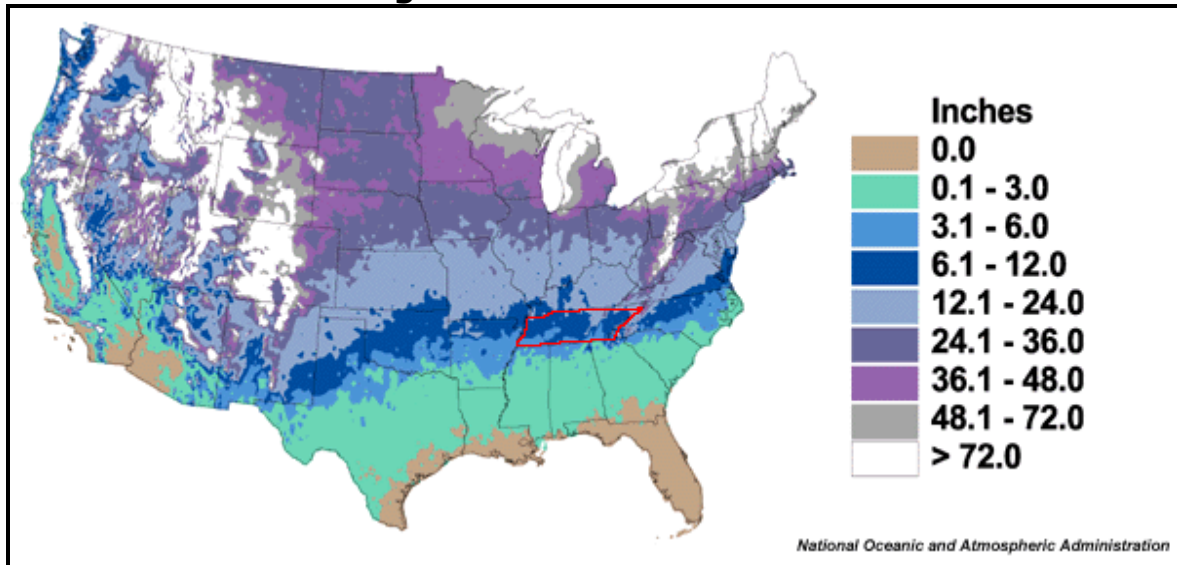 Inches
0.0
0.1 - 3.0
3.1 - 6.0
6.1 - 12.0
12.1 - 24.0
24.1 - 36.0
36.1 - 48.0
48.1 - 72.0
> 72.0
National Oceanic and Atmospheric Administration